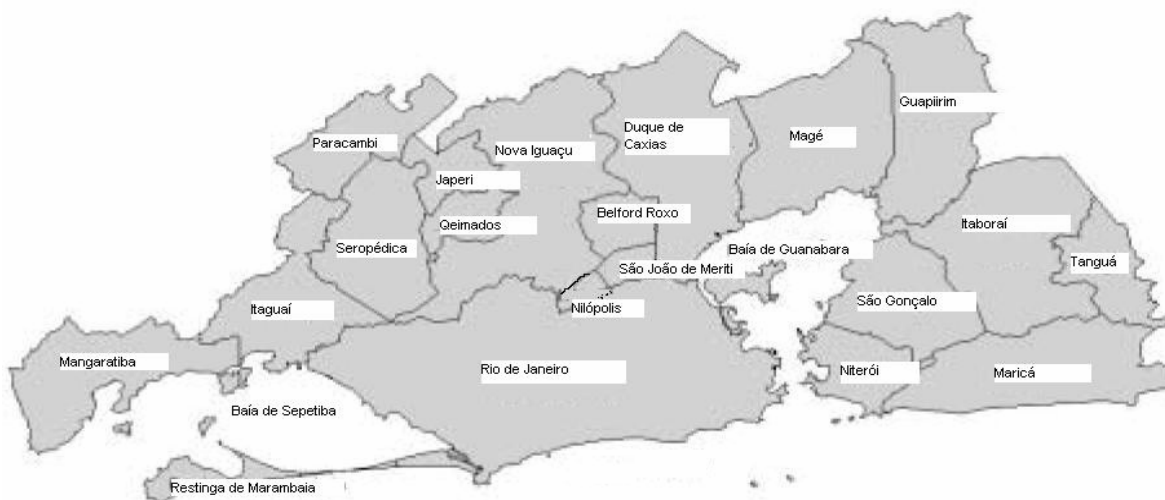 Guapiirim
Duque de
Caxias
Magé
Paracambi
Nova Iguaçu
Japeri
Belford Roxo
Qeimados
Itaboraí
Seropédica
Baía de Guanabara
São João de Meriti
Tanguá
Itaguaí
Nilópolis
São Gonçalo
Mangaratiba
Rio de Janeiro
Niterói
Maricá
Baía de Sepetiba
Restinga de Marambaia